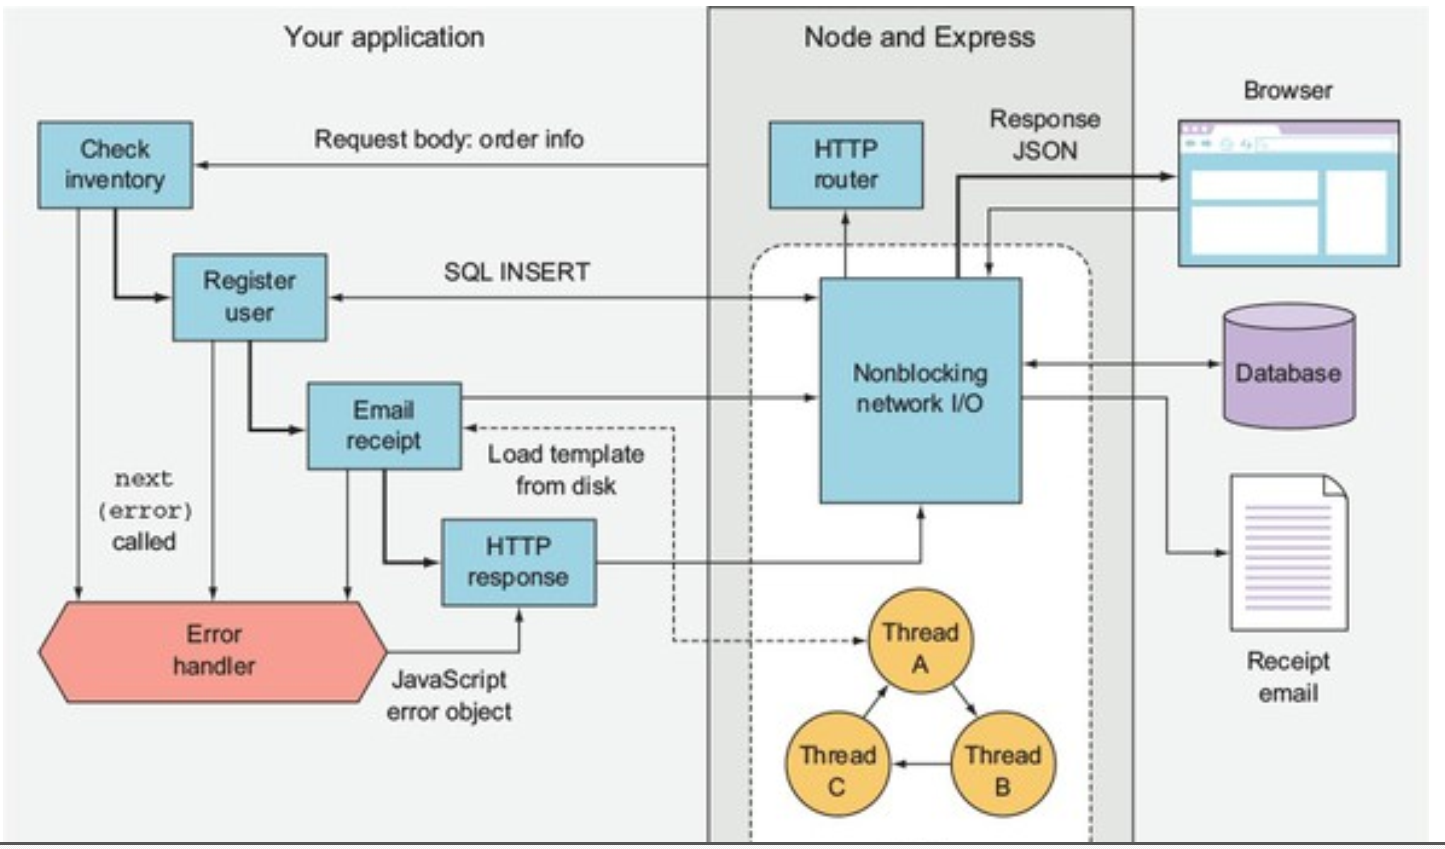 Your application
Node and Express
Browser
Check
inventory
Request body: order info
HTTP
router
Response
JSON
Register
user
SQL INSERT
Email
receipt
Load template
from disk
Nonblocking
network I/O
Database
next
(error)
called
HTTP
response
Error
handler
JavaScript
error object
Thread
A
Thread
B
Thread
C
Receipt
email